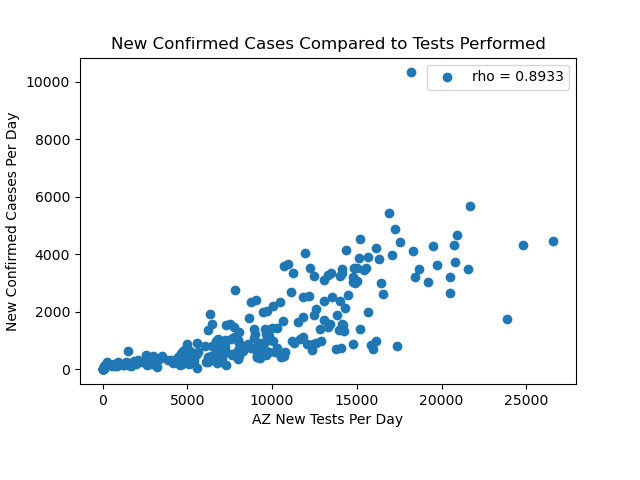 New Confirmed Cases Compared to Tests Performed
rho = 0.8933
10000
8000
6000
4000
2000
0
New Confirmed Caeses Per Day
0 5000 10000 15000 20000 25000
AZ New Tests Per Day